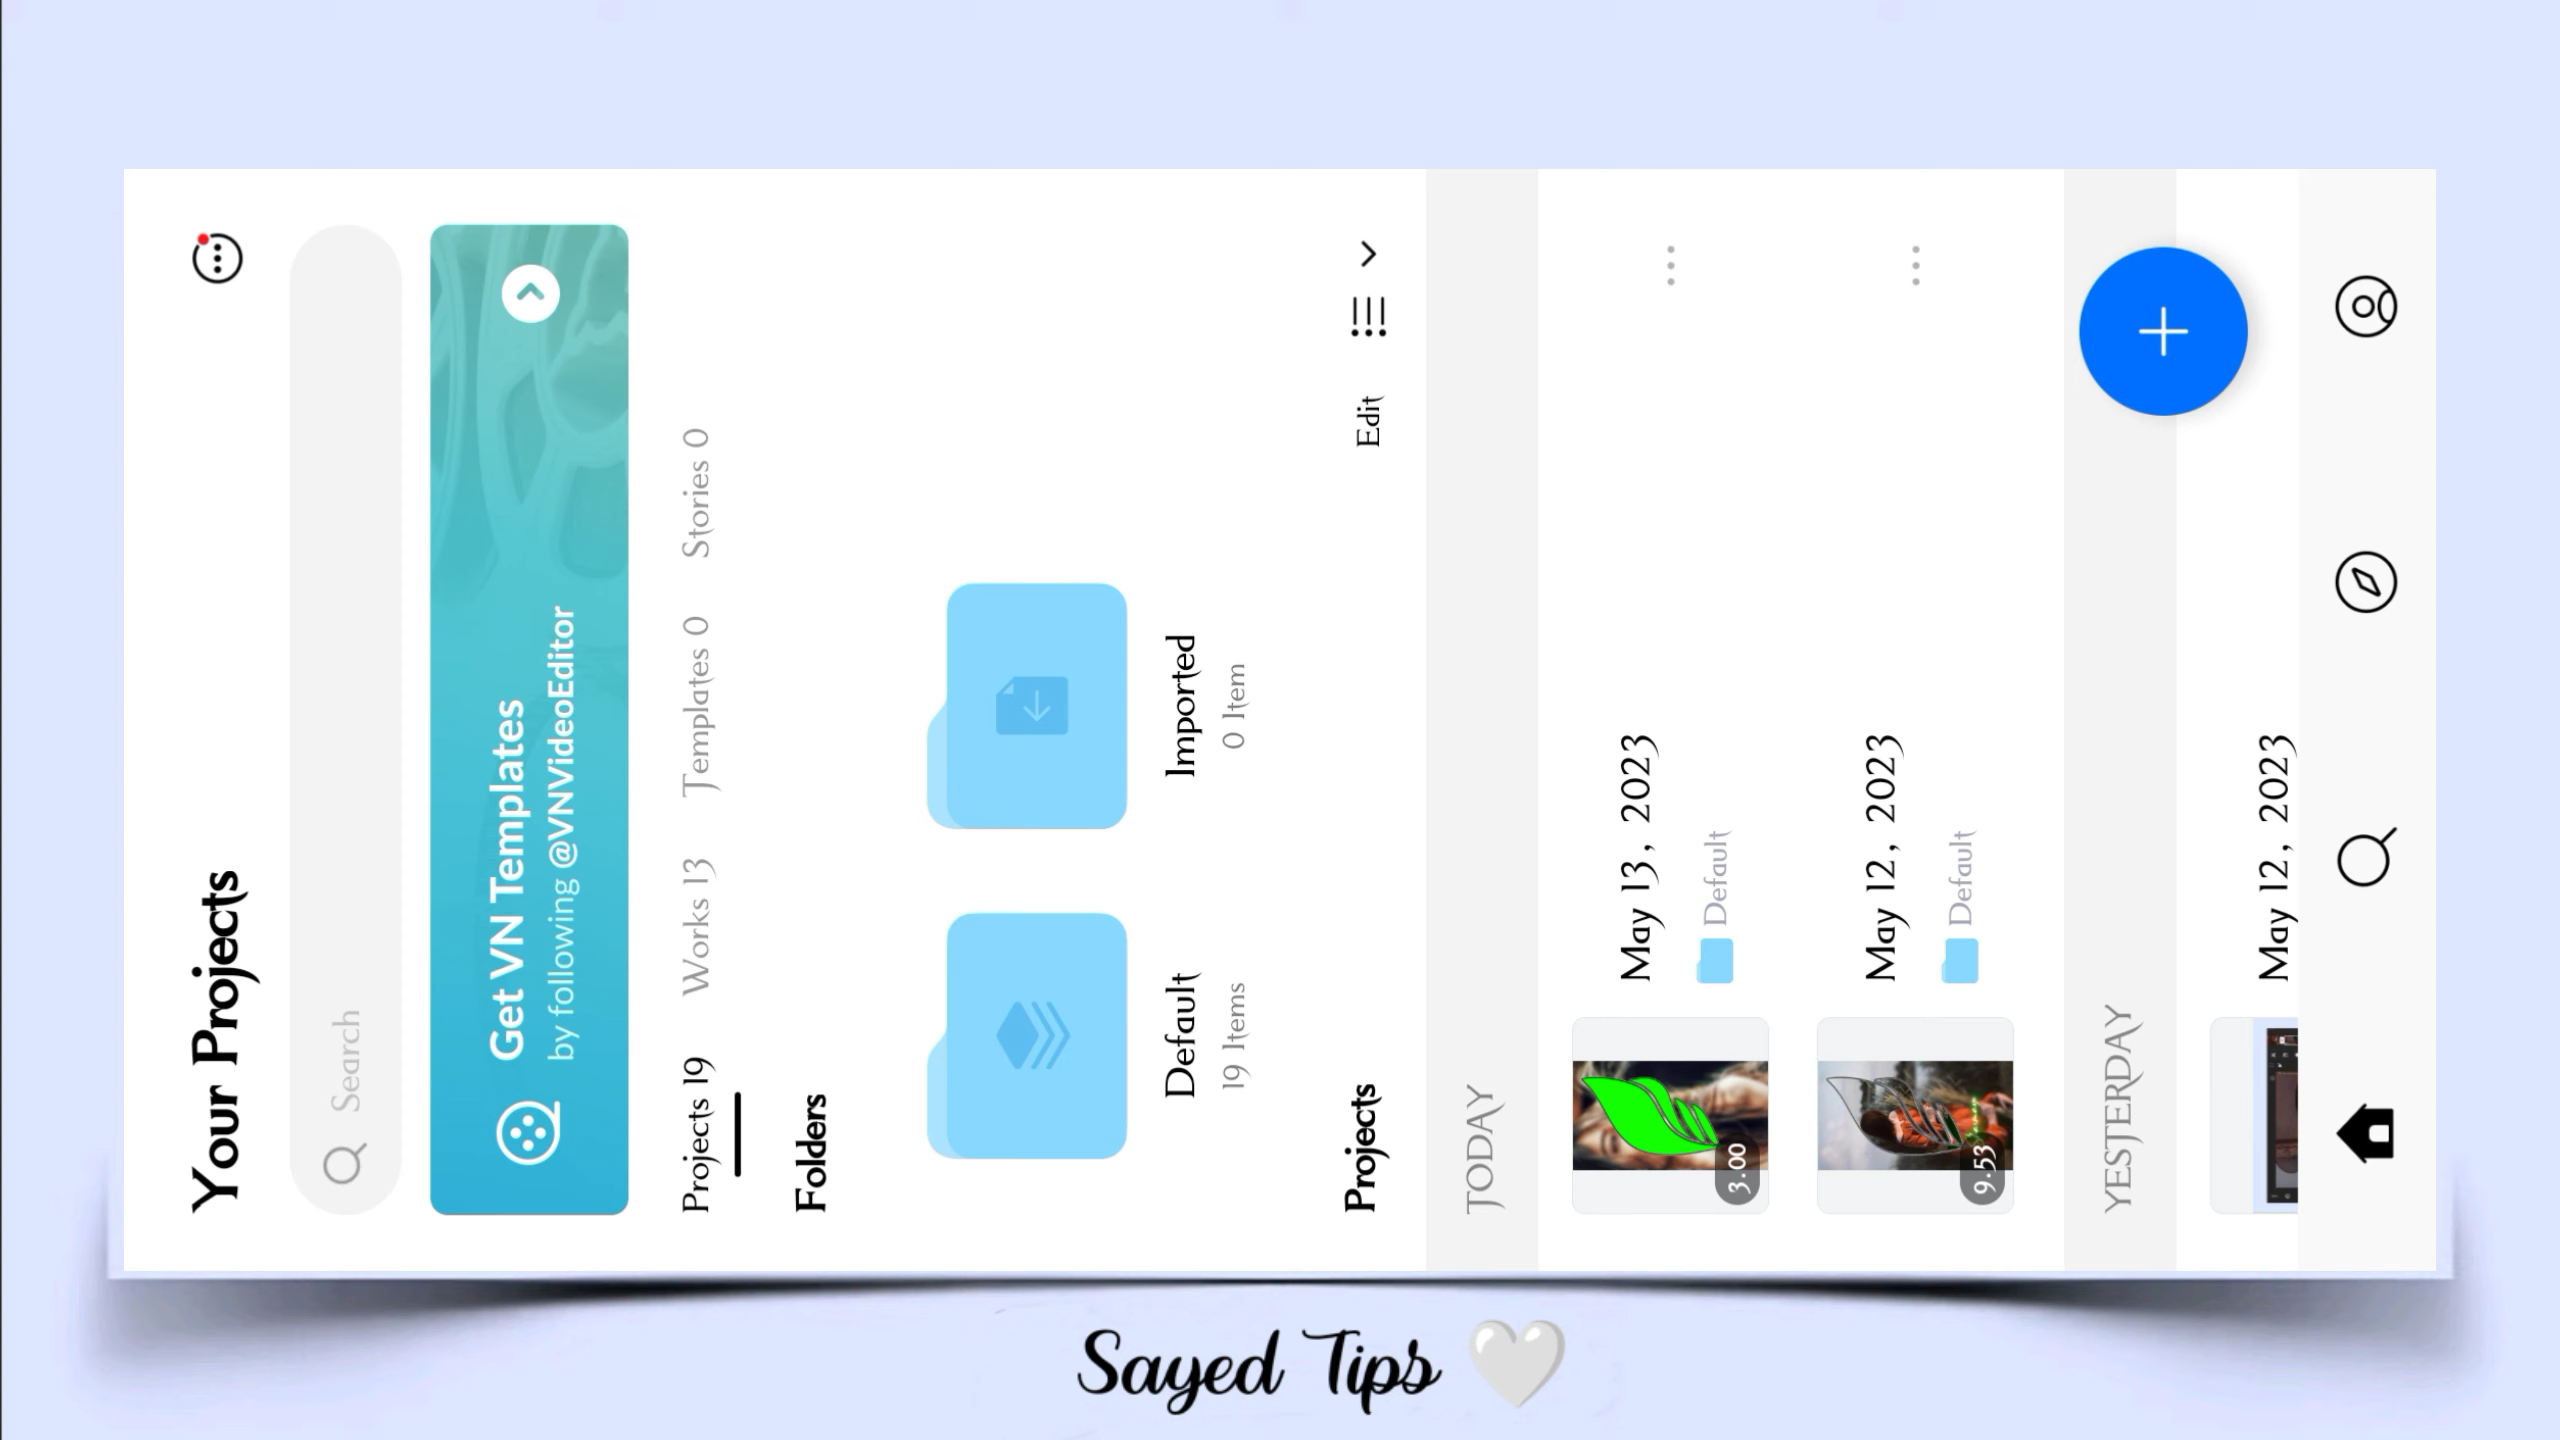 Your Projects
Search
Get VN Templates
by following @VNVideoEditor
Projects 19 Works 13 Templates 0 Stories 0
Folders
Default
19 Items
Imported
0 Item
Projects Edit
TODAY
May 13, 2023
Default
3.00
May 12, 2023
Default
9.53
YESTERDAY
May 12, 2023
Sayed Tips 🤍